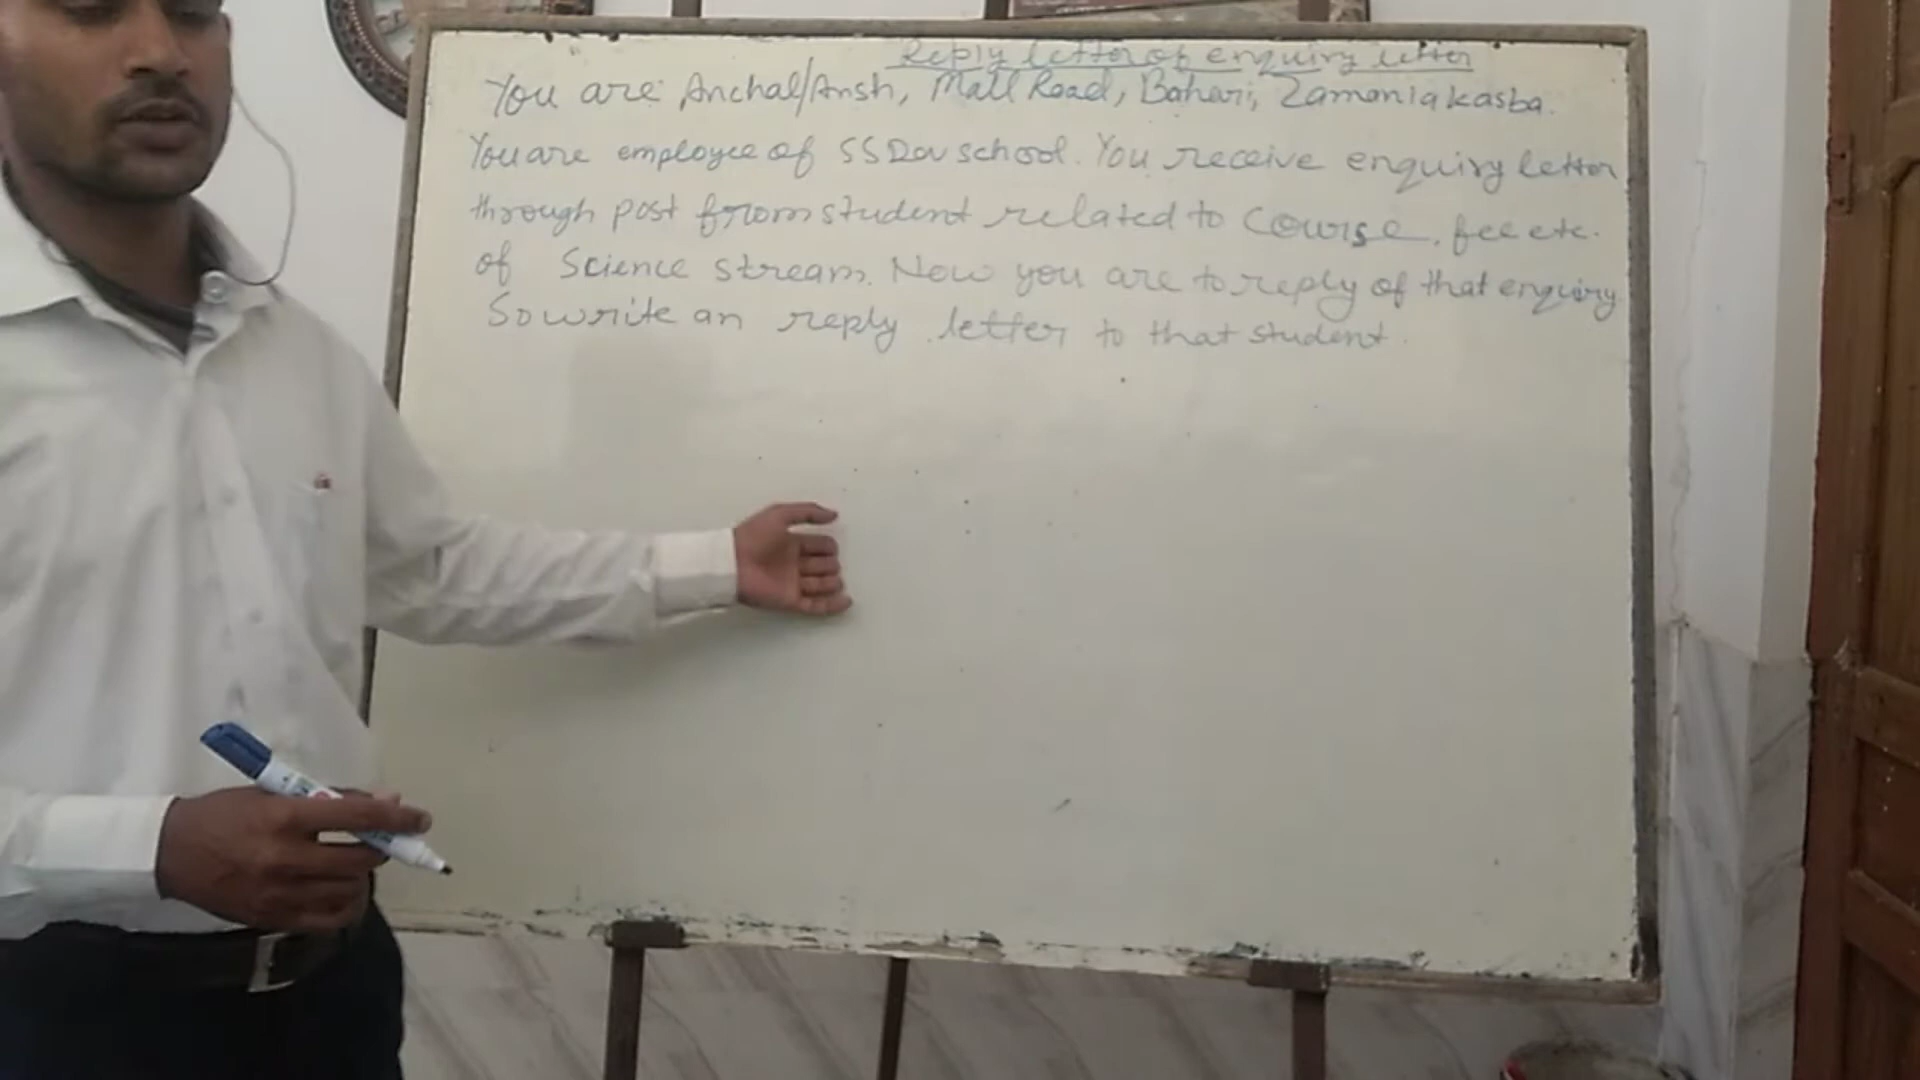 Reply letter of enquiry letter
You are Anchal/Ansh, Mall Road, Bahari, Zamania kasba.
You are employee of SSDev school. You receive enquiry letter
through post from student related to Course, fee etc.
of Science stream. Now you are to reply of that enquiry.
So write an reply letter to that student.